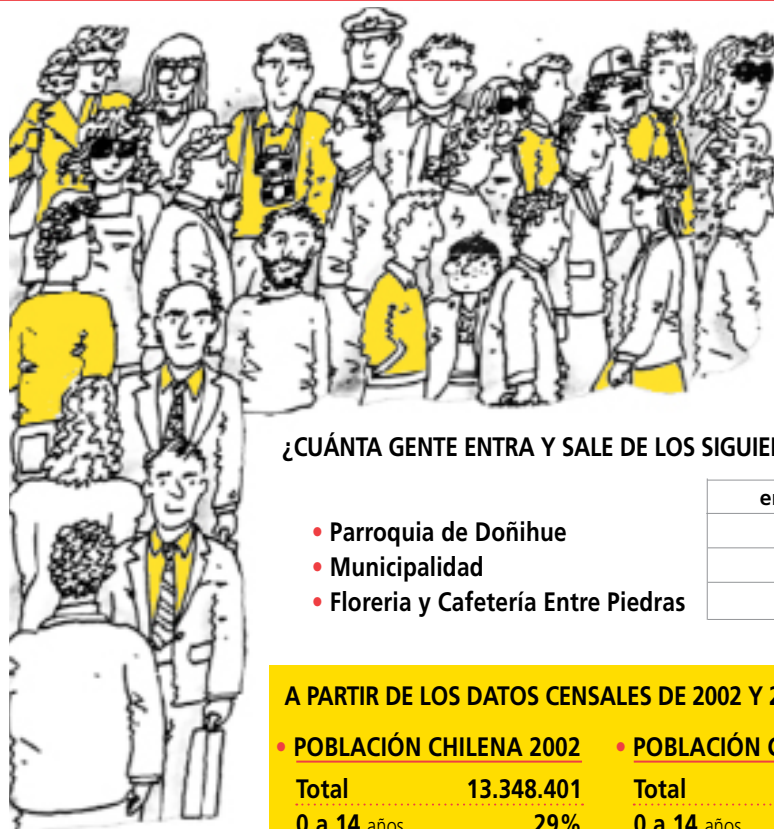 ¿CUÁNTA GENTE ENTRA Y SALE DE LOS
• Parroquia de Doñihue
• Municipalidad
• Floreria y Cafetería Entre Piedras
A PARTIR DE LOS DATOS CENSALES DE 2002 Y
• POBLACIÓN CHILENA 2002 • POBLACIÓN
Total 13.348.401 Total
0 a 14 años 29% 0 a 14 años